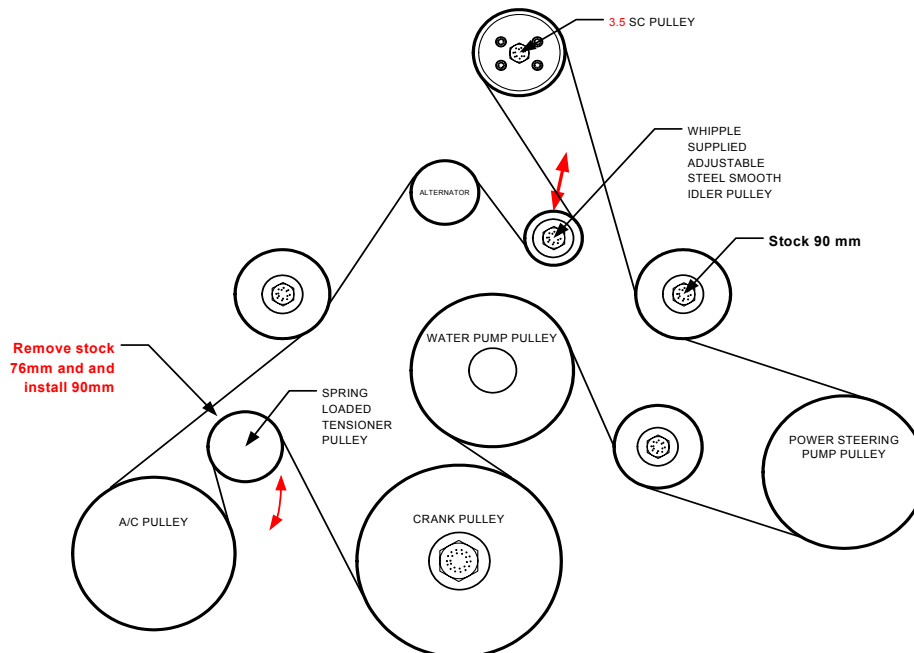 3.5 SC PULLEY
WHIPPLE
SUPPLIED
ADJUSTABLE
STEEL SMOOTH
IDLER PULLEY
ALTERNATOR
Stock 90 mm
WATER PUMP PULLEY
Remove stock
76mm and and
install 90mm
SPRING
LOADED
TENSIONER
PULLEY
POWER STEERING
PUMP PULLEY
A/C PULLEY
CRANK PULLEY